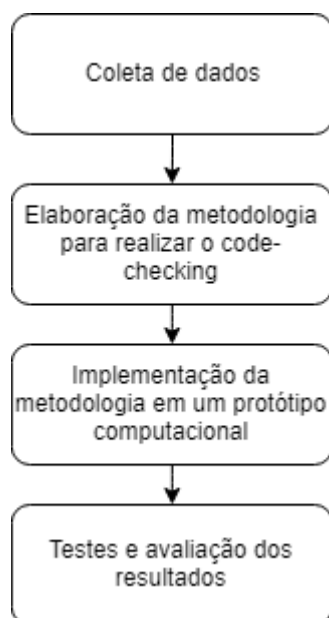 Coleta de dados
Elaboração da metodologia
para realizar o code-
checking
Implementação da
metodologia em um protótipo
computacional
Testes e avaliação dos
resultados